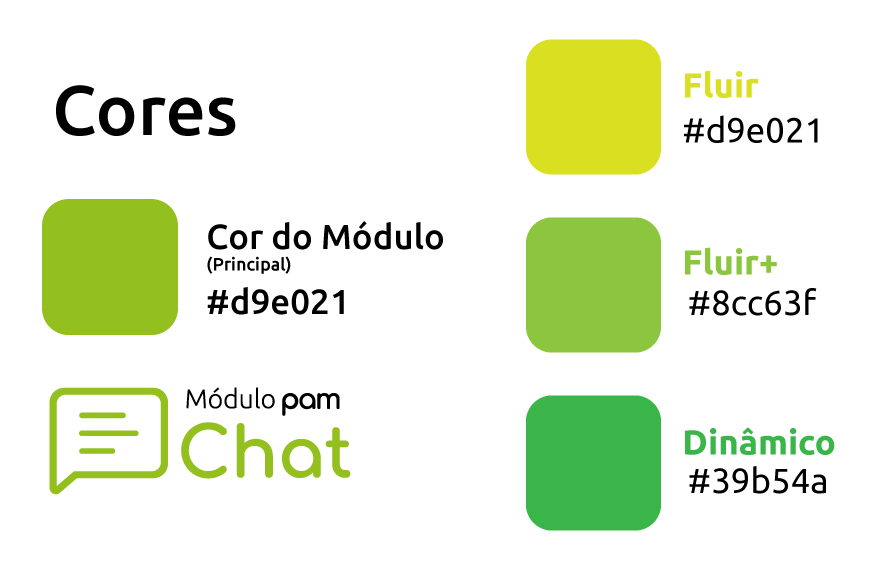 Cores
Cor do Módulo
(Principal)
#d9e021
Módulo pam
Chat
Fluir
#d9e021
Fluir+
#8cc63f
Dinâmico
#39b54a